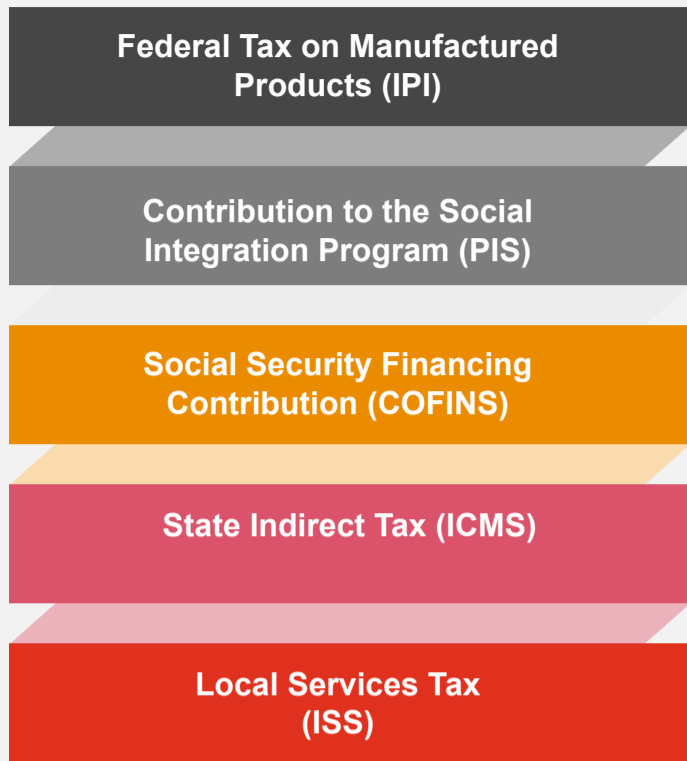 Federal Tax on Manufactured
Products (IPI)
Contribution to the Social
Integration Program (PIS)
Social Security Financing
Contribution (COFINS)
State Indirect Tax (ICMS)
Local Services Tax
(ISS)